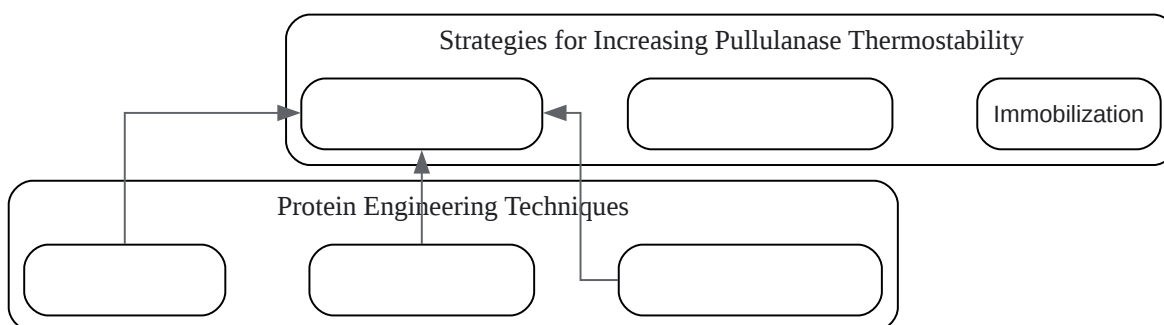 Strategies for Increasing Pullulanase Thermostability
Immobilization
Protein Engineering Techniques